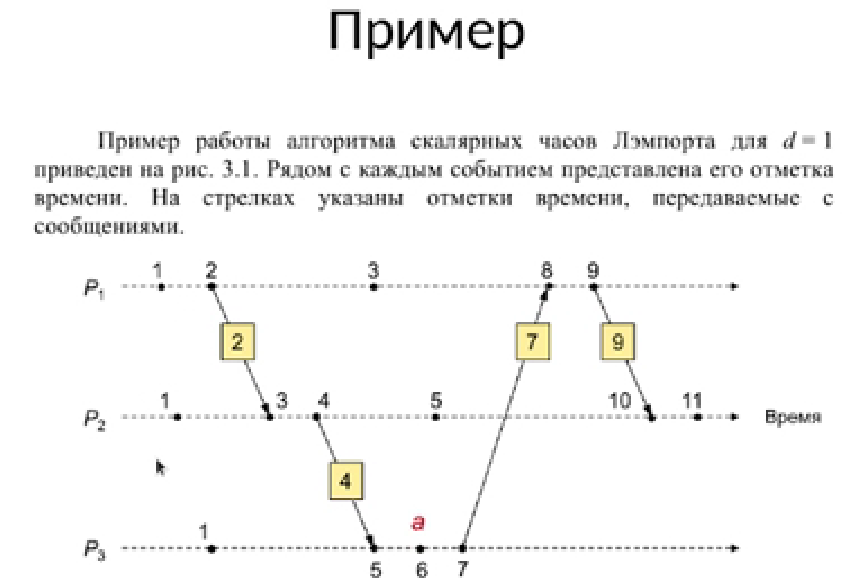 Пример
Пример работы алгоритма скалярных часов Лэмпорта для d = 1
приведен на рис. 3.1. Рядом с каждым событием представлена его отметка
времени. На стрелках указаны отметки времени, передаваемые с
сообщениями.
1 2 3 8 9
P1
2 7 9
1 3 4 5 10 11
P2 Время
4
1 a
P3
5 6 7